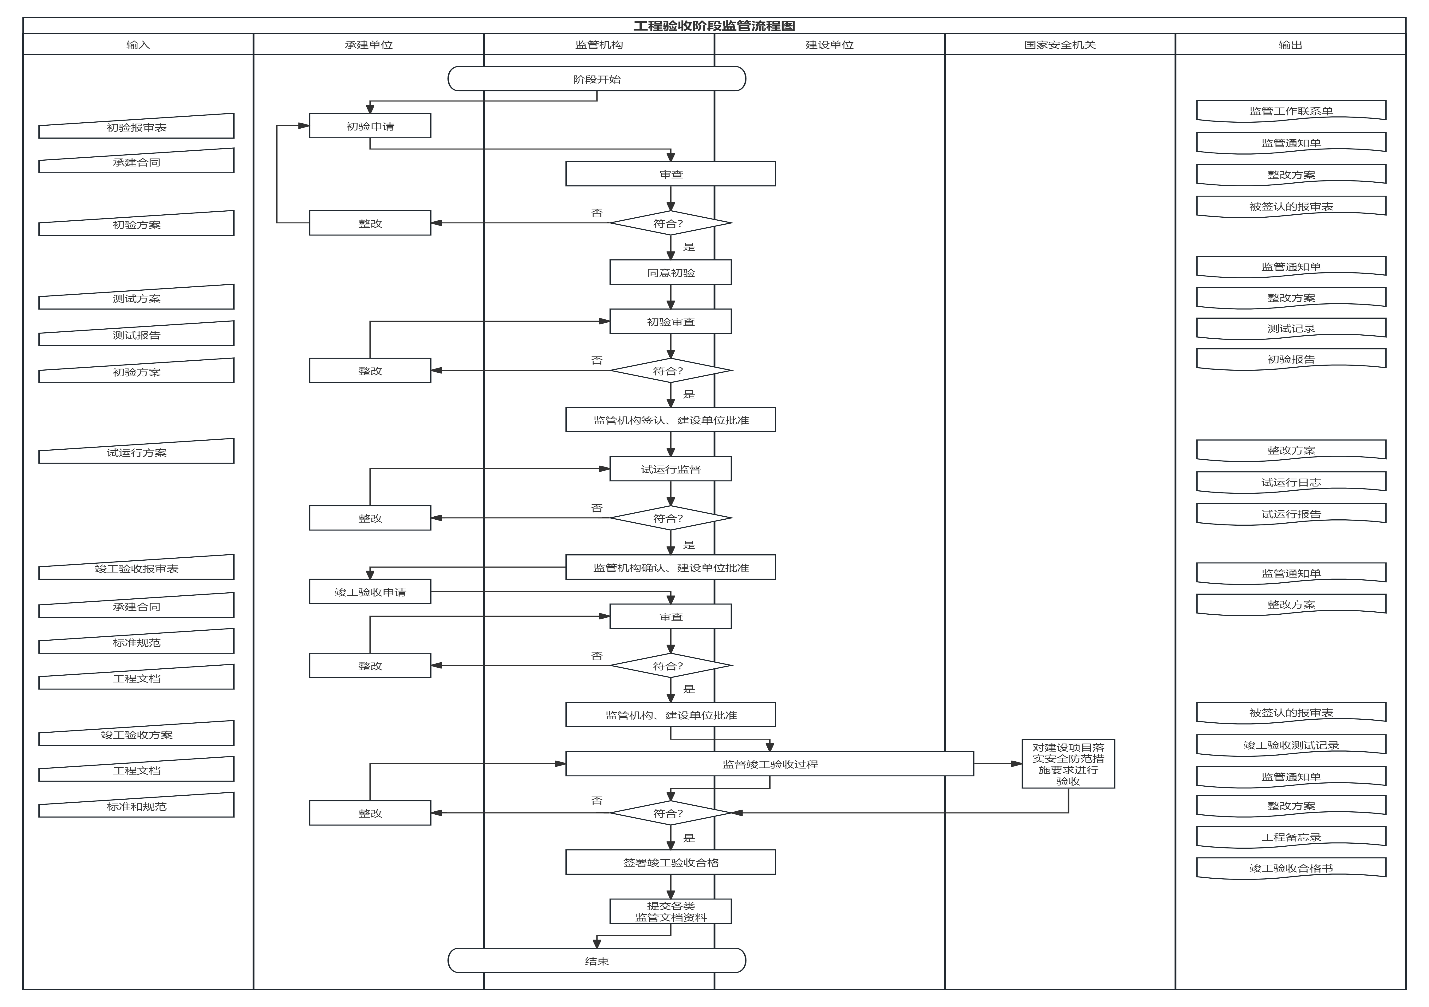 工程验收阶段监管流程图
输入
承建单位
监管机构
建设单位
国家安全机关
输出
阶段开始
监管工作联系单
初验报审表
初验申请
监管通知单
承建合同
审查
整改方案
被签认的报审表
否
初验方案
整改
符合?
是
监管通知单
同意初验
测试方案
整改方案
初验审查
测试记录
测试报告
否
初验报告
初验方案
整改
符合?
是
监管机构签认、建设单位批准
试运行方案
整改方案
试运行监督
试运行日志
否
试运行报告
整改
符合?
是
竣工验收报审表
监管机构确认、建设单位批准
监管通知单
竣工验收申请
承建合同
整改方案
审查
标准规范
否
整改
符合?
工程文档
是
监管机构、建设单位批准
被签认的报审表
竣工验收方案
竣工验收测试记录
对建设项目落
实安全防范措
施要求进行
验收
监督竣工验收过程
工程文档
监管通知单
否
标准和规范
整改方案
整改
符合?
是
工程备忘录
签署竣工验收合格
竣工验收合格书
提交各类
监管文档资料
结束